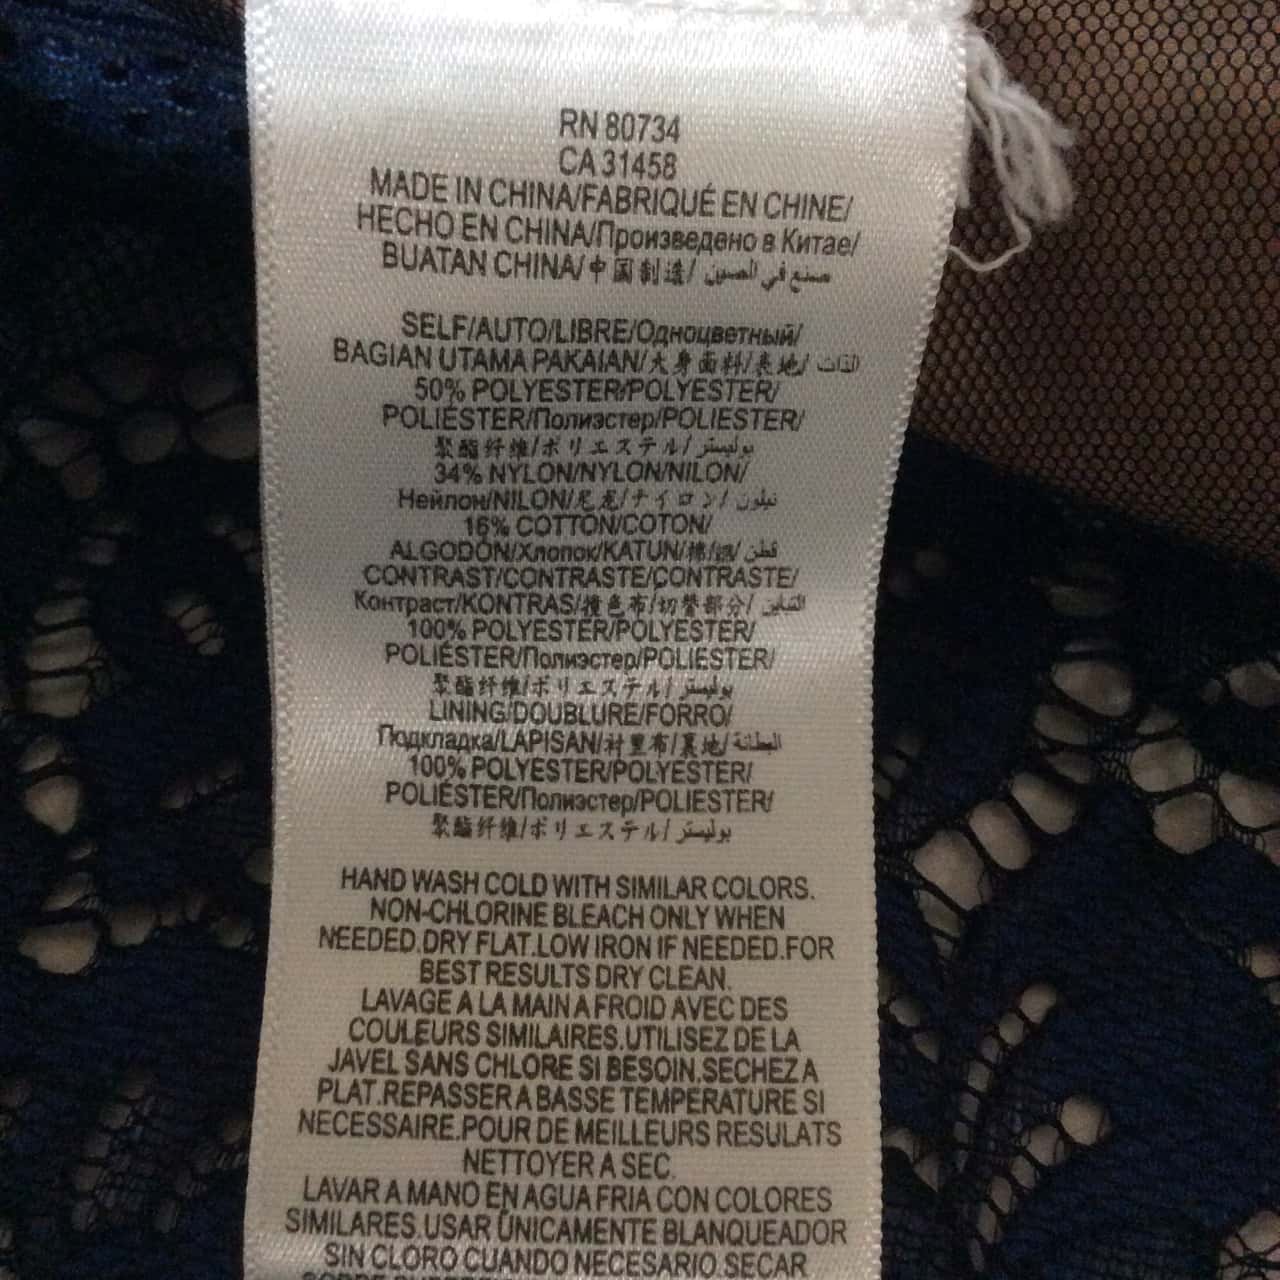 RN 80734
CA 31458
MADE IN CHINA/FABRIQUÉ EN CHINE/
HECHO EN CHINA/Произведено в Китае/
BUATAN CHINA/中国制造/ صنع في الصين
SELF/AUTO/LIBRE/Одноцветный/
BAGIAN UTAMA PAKAIAN/大身面料/表地/ الذات
50% POLYESTER/POLYESTER/
POLIÉSTER/Полиэстер/POLIESTER/
聚酯纤维/ポリエステル/ بوليستر
34% NYLON/NYLON/NILON/
Нейлон/NILON/尼龙/ナイロン/ نيلون
16% COTTON/COTON/
ALGODÓN/Хлопок/KATUN/棉/綿/ قطن
CONTRAST/CONTRASTE/CONTRASTE/
Контраст/KONTRAS/撞色布/切替部分/ التباين
100% POLYESTER/POLYESTER/
POLIÉSTER/Полиэстер/POLIESTER/
聚酯纤维/ポリエステル/ بوليستر
LINING/DOUBLURE/FORRO/
Подкладка/LAPISAN/衬里布/裏地/ البطانة
100% POLYESTER/POLYESTER/
POLIÉSTER/Полиэстер/POLIESTER/
聚酯纤维/ポリエステル/ بوليستر
HAND WASH COLD WITH SIMILAR COLORS.
NON-CHLORINE BLEACH ONLY WHEN
NEEDED.DRY FLAT.LOW IRON IF NEEDED.FOR
BEST RESULTS DRY CLEAN.
LAVAGE A LA MAIN A FROID AVEC DES
COULEURS SIMILAIRES.UTILISEZ DE LA
JAVEL SANS CHLORE SI BESOIN.SECHEZ A
PLAT.REPASSER A BASSE TEMPERATURE SI
NECESSAIRE.POUR DE MEILLEURS RESULATS
NETTOYER A SEC.
LAVAR A MANO EN AGUA FRIA CON COLORES
SIMILARES.USAR ÚNICAMENTE BLANQUEADOR
SIN CLORO CUANDO NECESARIO.SECAR